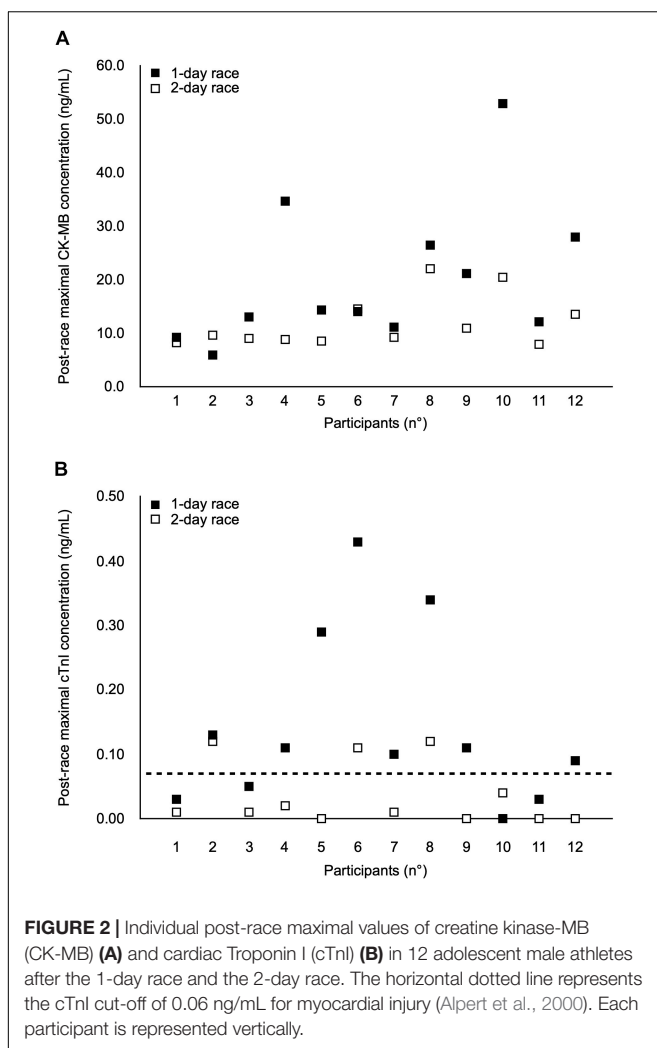 A
60.0
50.0
40.0
30.0
20.0
10.0
0.0
Post-race maximal CK-MB concentration (ng/mL)
1-day race
2-day race
1 2 3 4 5 6 7 8 9 10 11 12
Participants (n°)
B
0.50
0.40
0.30
0.20
0.10
0.00
Post-race maximal cTnI concentration (ng/mL)
1-day race
2-day race
1 2 3 4 5 6 7 8 9 10 11 12
Participants (n°)
FIGURE 2 | Individual post-race maximal values of creatine kinase-MB
(CK-MB) (A) and cardiac Troponin I (cTnI) (B) in 12 adolescent male athletes
after the 1-day race and the 2-day race. The horizontal dotted line represents
the cTnI cut-off of 0.06 ng/mL for myocardial injury (Alpert et al., 2000). Each
participant is represented vertically.